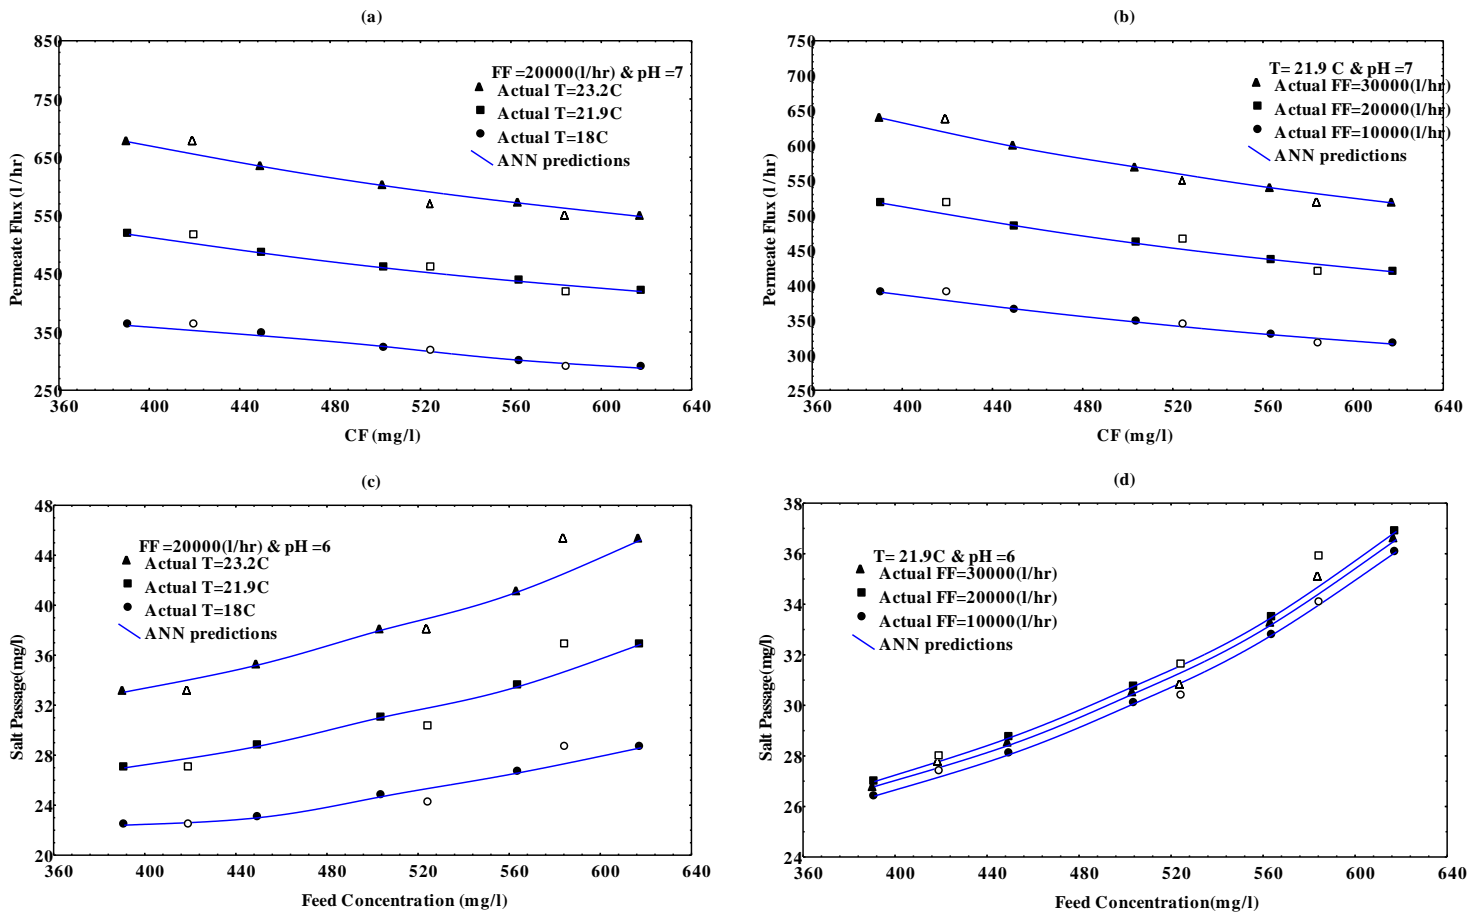 (a)
850
750
650
550
450
350
250
360 400 440 480 520 560 600 640
Permeate Flux (l/hr)
CF (mg/l)
FF =20000(l/hr) & pH =7
Actual T=23.2C
Actual T=21.9C
Actual T=18C
ANN predictions
(b)
750
700
650
600
550
500
450
400
350
300
250
360 400 440 480 520 560 600 640
Permeate Flux (l/hr)
CF (mg/l)
T= 21.9 C & pH =7
Actual FF=30000(l/hr)
Actual FF=20000(l/hr)
Actual FF=10000(l/hr)
ANN predictions
(c)
48
44
40
36
32
28
24
20
360 400 440 480 520 560 600 640
Salt Passage(mg/l)
Feed Concentration (mg/l)
FF =20000(l/hr) & pH =6
Actual T=23.2C
Actual T=21.9C
Actual T=18C
ANN predictions
(d)
38
36
34
32
30
28
26
24
360 400 440 480 520 560 600 640
Salt Passage(mg/l)
Feed Concentration(mg/l)
T= 21.9C & pH =6
Actual FF=30000(l/hr)
Actual FF=20000(l/hr)
Actual FF=10000(l/hr)
ANN predictions